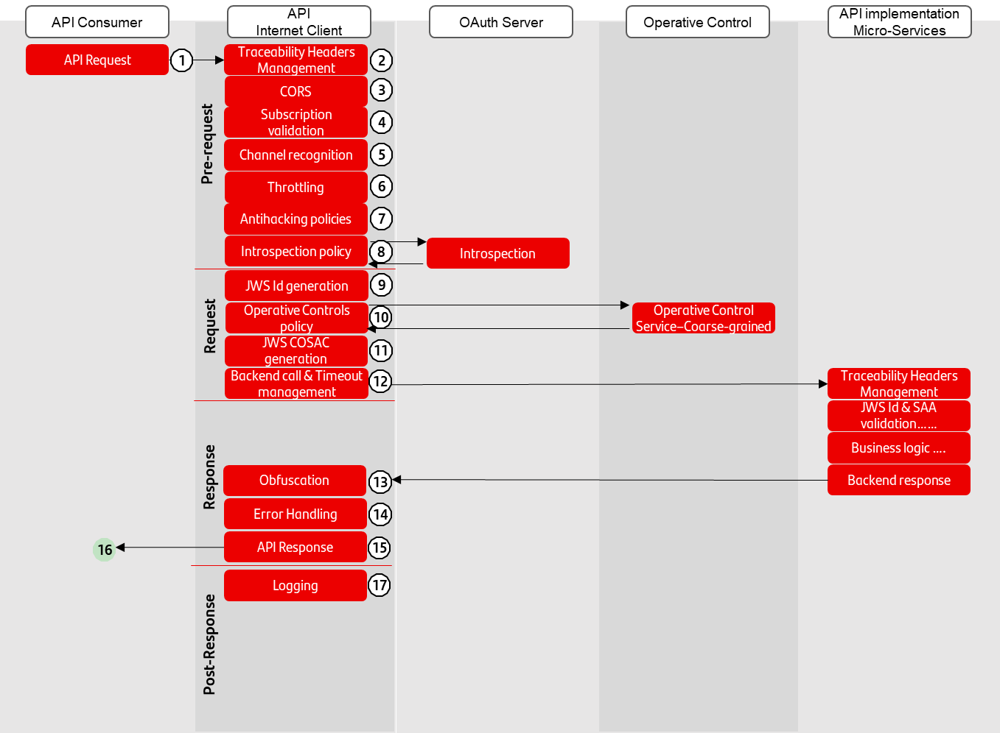 API Consumer
API
Internet Client
OAuth Server
Operative Control
API implementation
Micro-Services
API Request
1
Pre-request
Traceability Headers
Management
2
CORS
3
Subscription
validation
4
Channel recognition
5
Throttling
6
Antihacking policies
7
Introspection policy
8
Introspection
Request
JWS Id generation
9
Operative Controls
policy
10
Operative Control
Service–Coarse-grained
JWS COSAC
generation
11
Backend call & Timeout
management
12
Traceability Headers
Management
JWS Id & SAA
validation……
Business logic ….
Backend response
Response
Obfuscation
13
Error Handling
14
API Response
15
16
Post-Response
Logging
17